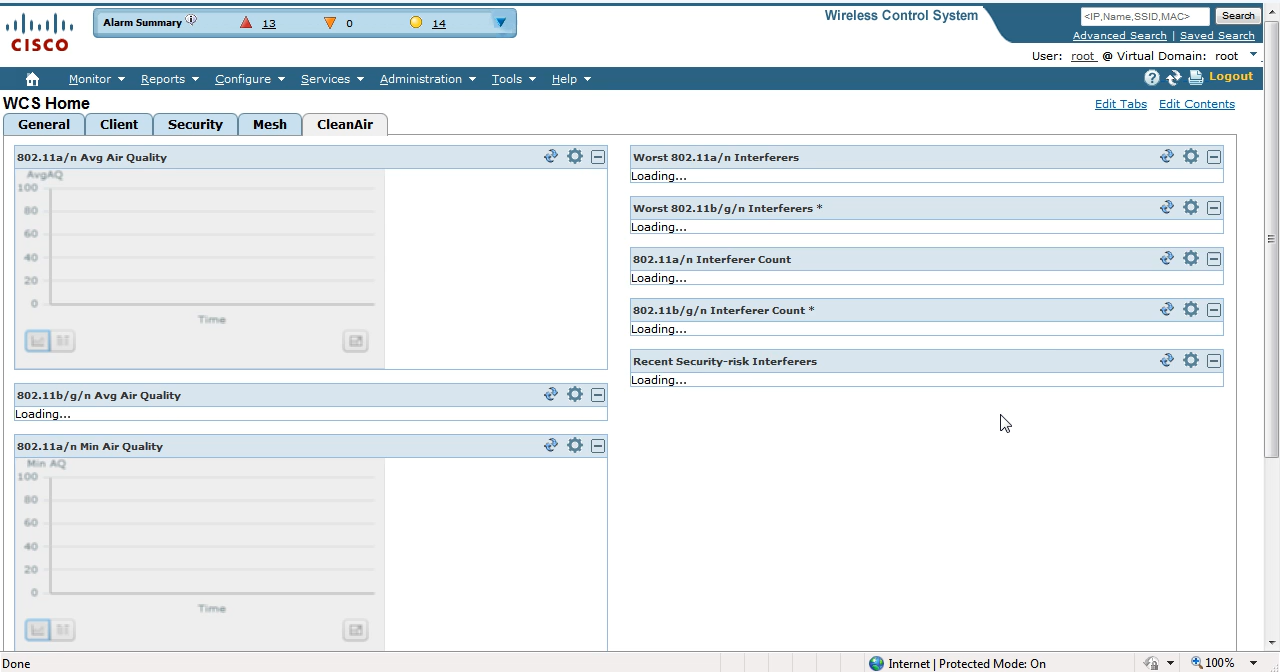 CISCO
Alarm Summary 13 0 14
Wireless Control System
<IP,Name,SSID,MAC> Search
Advanced Search | Saved Search
User: root @ Virtual Domain: root
Monitor Reports Configure Services Administration Tools Help
? Logout
WCS Home
Edit Tabs Edit Contents
General Client Security Mesh CleanAir
802.11a/n Avg Air Quality
AvgAQ
100
80
60
40
20
0
Time
802.11b/g/n Avg Air Quality
Loading...
802.11a/n Min Air Quality
Min AQ
100
80
60
40
20
0
Time
Worst 802.11a/n Interferers
Loading...
Worst 802.11b/g/n Interferers *
Loading...
802.11a/n Interferer Count
Loading...
802.11b/g/n Interferer Count *
Loading...
Recent Security-risk Interferers
Loading...
Done
Internet | Protected Mode: On
100%